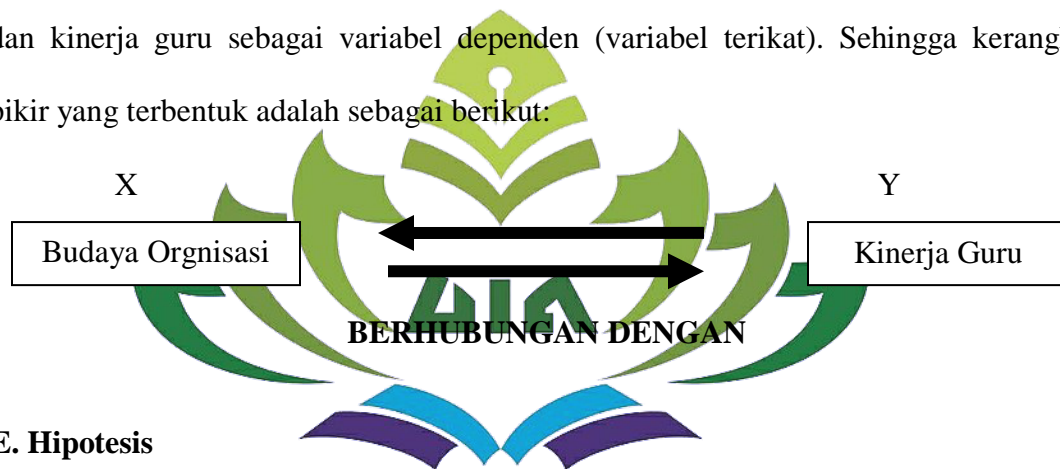 dan kinerja guru sebagai variabel dependen (variabel terikat). Sehingga kerang
pikir yang terbentuk adalah sebagai berikut:
X Y
Budaya Orgnisasi Kinerja Guru
UIN
BERHUBUNGAN DENGAN
E. Hipotesis